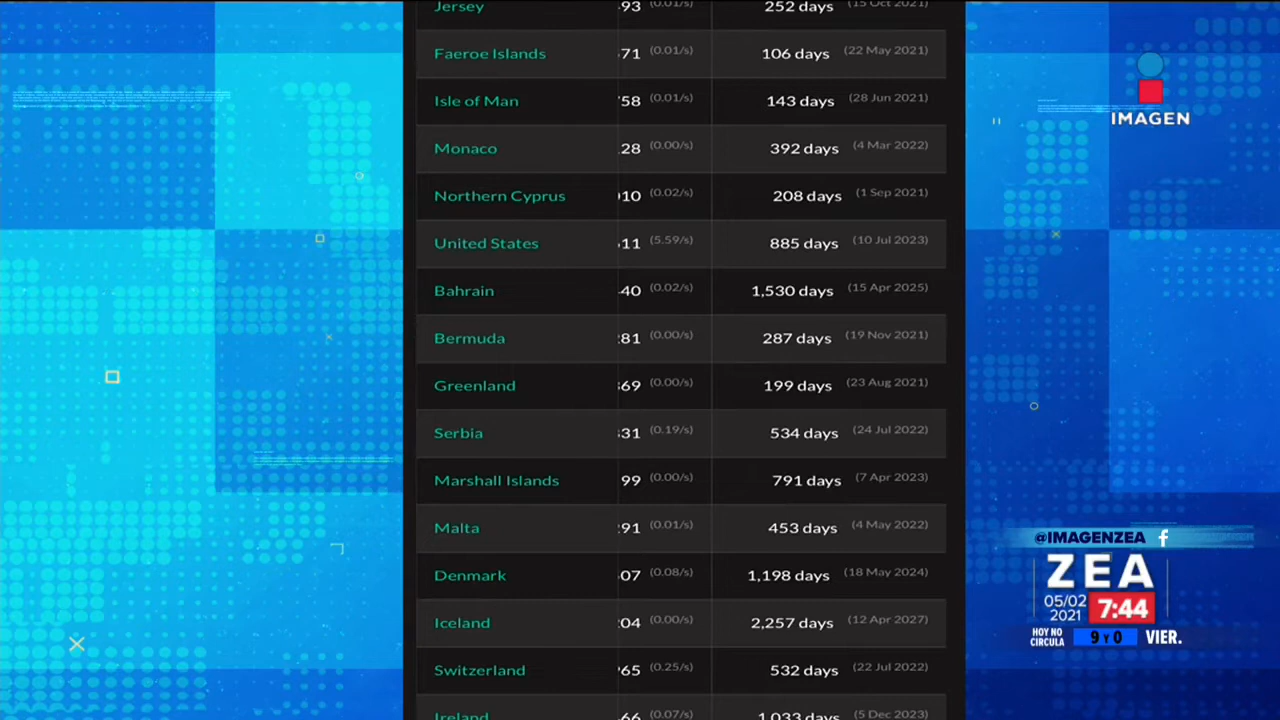 Jersey 93 (0.01/s) 252 days (15 Oct 2021)
Faeroe Islands 71 (0.01/s) 106 days (22 May 2021)
Isle of Man 58 (0.01/s) 143 days (28 Jun 2021)
Monaco 28 (0.00/s) 392 days (4 Mar 2022)
Northern Cyprus 10 (0.02/s) 208 days (1 Sep 2021)
United States 11 (5.59/s) 885 days (10 Jul 2023)
Bahrain 40 (0.02/s) 1,530 days (15 Apr 2025)
Bermuda 81 (0.00/s) 287 days (19 Nov 2021)
Greenland 69 (0.00/s) 199 days (23 Aug 2021)
Serbia 31 (0.19/s) 534 days (24 Jul 2022)
Marshall Islands 99 (0.00/s) 791 days (7 Apr 2023)
Malta 91 (0.01/s) 453 days (4 May 2022)
Denmark 07 (0.08/s) 1,198 days (18 May 2024)
Iceland 04 (0.00/s) 2,257 days (12 Apr 2027)
Switzerland 65 (0.25/s) 532 days (22 Jul 2022)
Ireland 66 (0.07/s) 1,033 days (5 Dec 2023)
IMAGEN
@IMAGENZEA f
ZEA
05/02
2021
7:44
HOY NO
CIRCULA
9 Y 0 VIER.